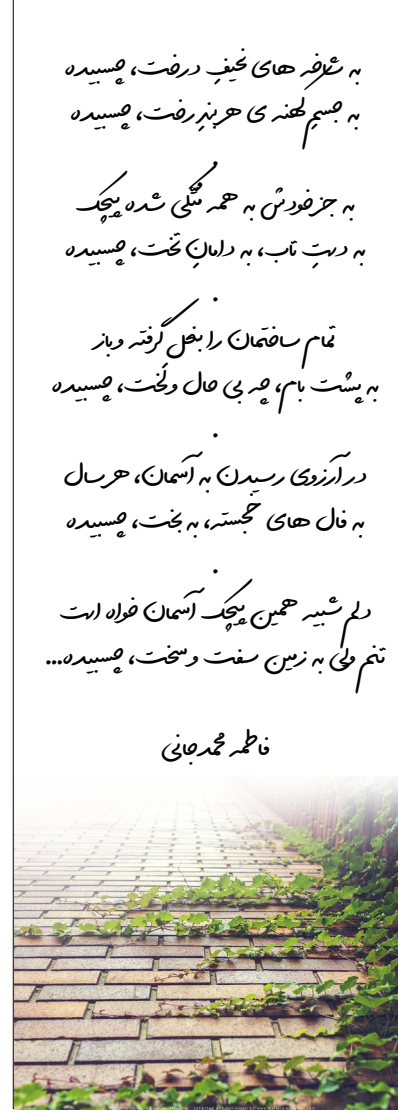 به شاخه های نحیفِ درخت، چسبیده
به جسمِ کهنه ی هر بندِ رخت، چسبیده
به جز خودش به همه متّکی شده پیچک
به دستِ تاب، به دامانِ تخت، چسبیده
.
تمام ساختمان را بغل گرفته و باز
به پشت بام، چه بی حال و لَخت، چسبیده
.
در آرزوی رسیدن به آسمان، هر سال
به فال های خجسته، به بخت، چسبیده
.
دلم شبیه همین پیچک آسمان خواه است
تنم ولی به زمین سفت و سخت، چسبیده...
فاطمه محمدجانی